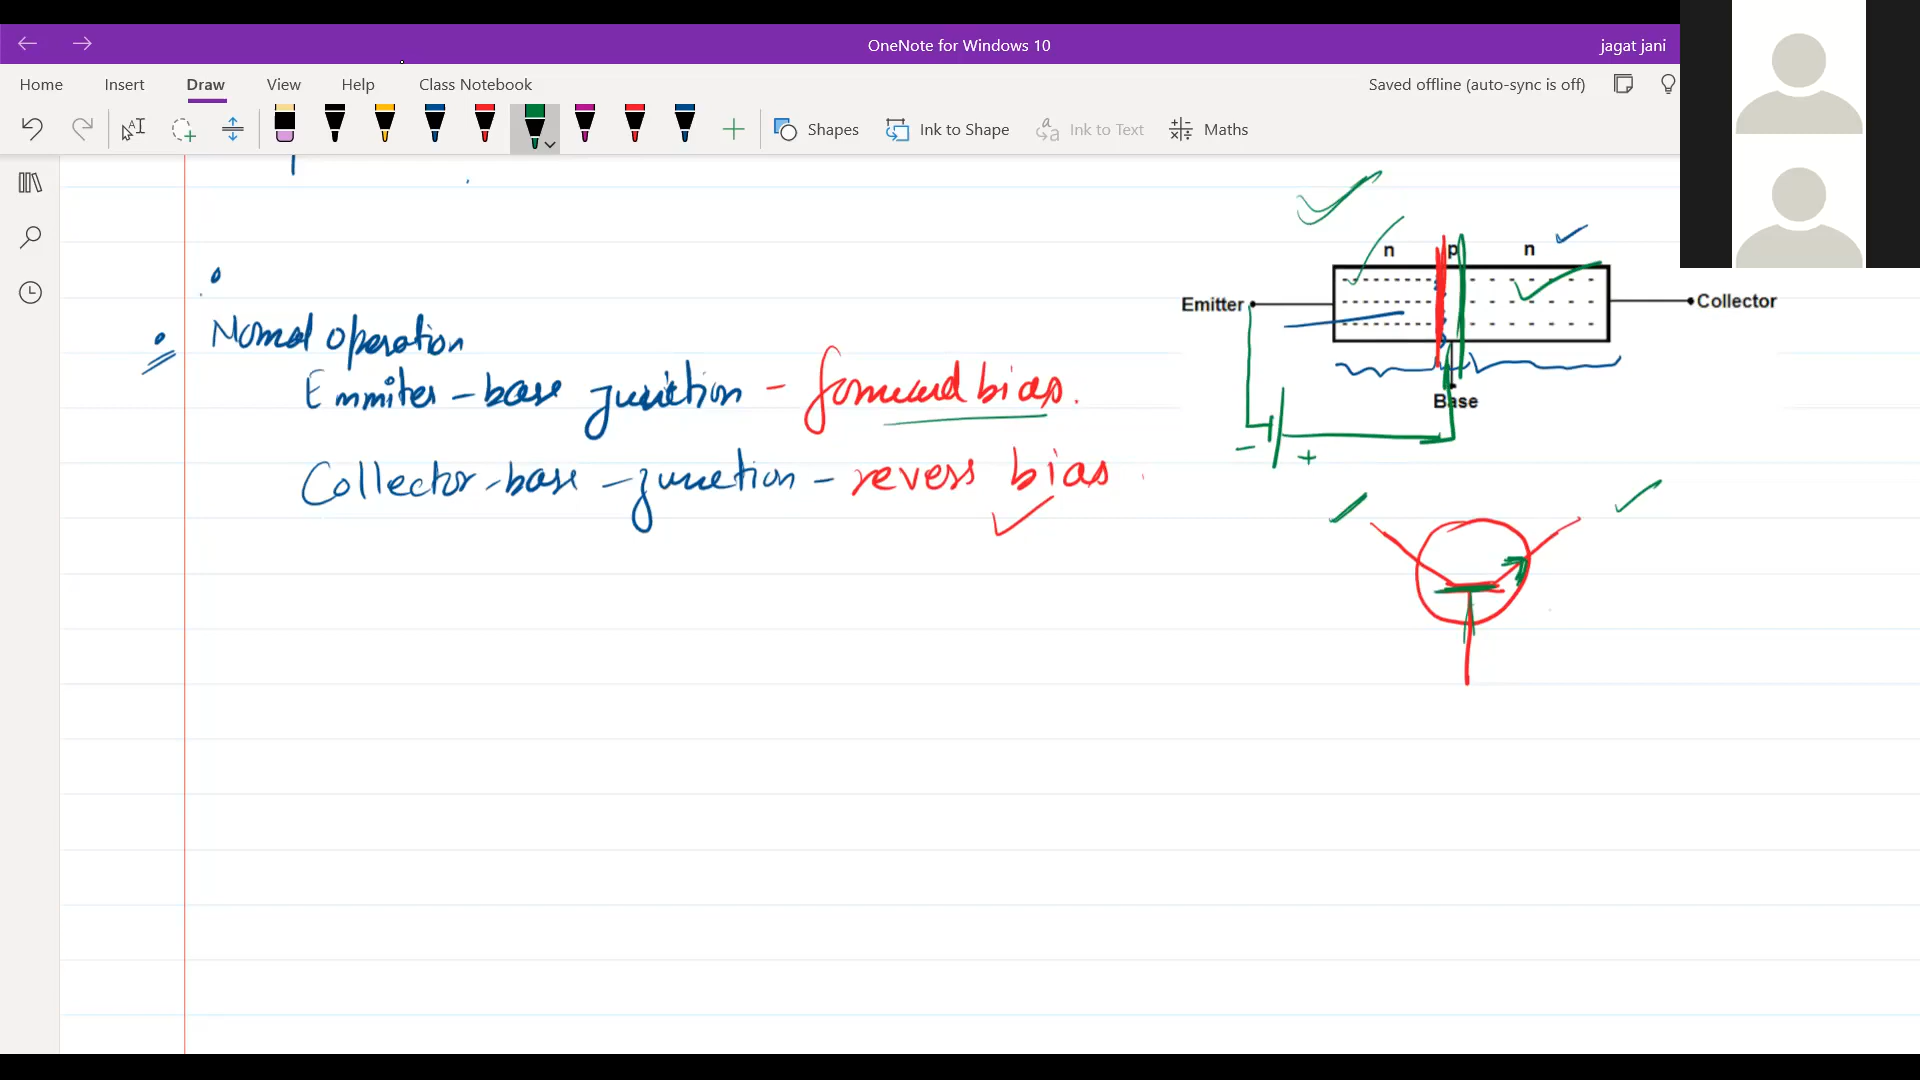 OneNote for Windows 10
jagat jani
Home Insert Draw View Help Class Notebook
Saved offline (auto-sync is off)
Shapes Ink to Shape Ink to Text Maths
n p n
Emitter
Collector
Base
- +
Normal operation
Emmiter - base junction - forward bias.
Collector - base - junction - revess bias